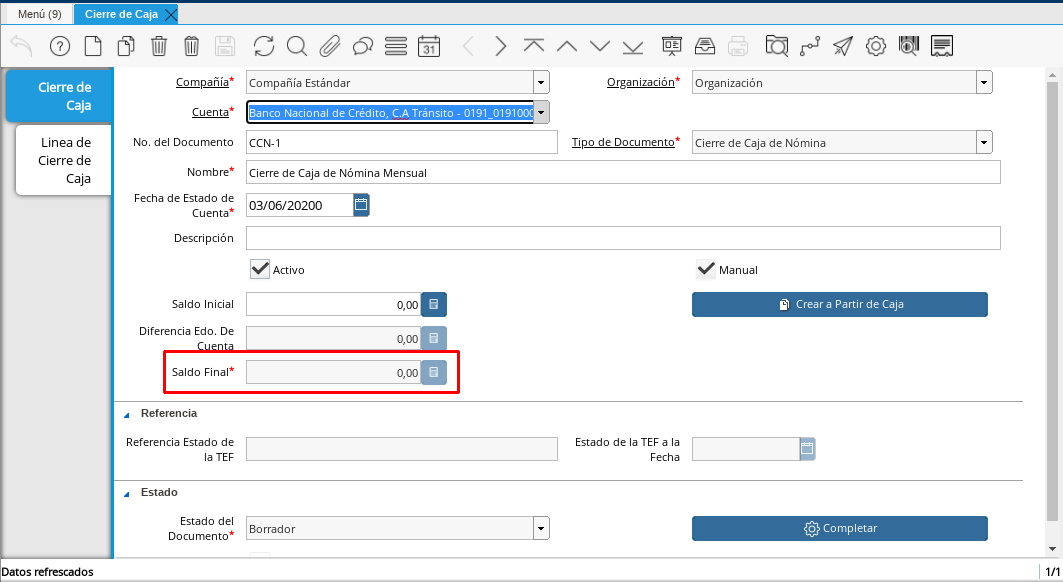 Menú (9)
Cierre de Caja
31
Cierre de
Caja
Linea de
Cierre de
Caja
Compañía* Compañía Estándar
Organización* Organización
Cuenta* Banco Nacional de Crédito, C.A Tránsito - 0191_0191000
No. del Documento CCN-1
Tipo de Documento* Cierre de Caja de Nómina
Nombre* Cierre de Caja de Nómina Mensual
Fecha de Estado de
Cuenta* 03/06/20200
Descripción
Activo
Manual
Saldo Inicial 0,00
Crear a Partir de Caja
Diferencia Edo. De
Cuenta 0,00
Saldo Final* 0,00
Referencia
Referencia Estado de
la TEF
Estado de la TEF a la
Fecha
Estado
Estado del
Documento* Borrador
Completar
Datos refrescados
1/1